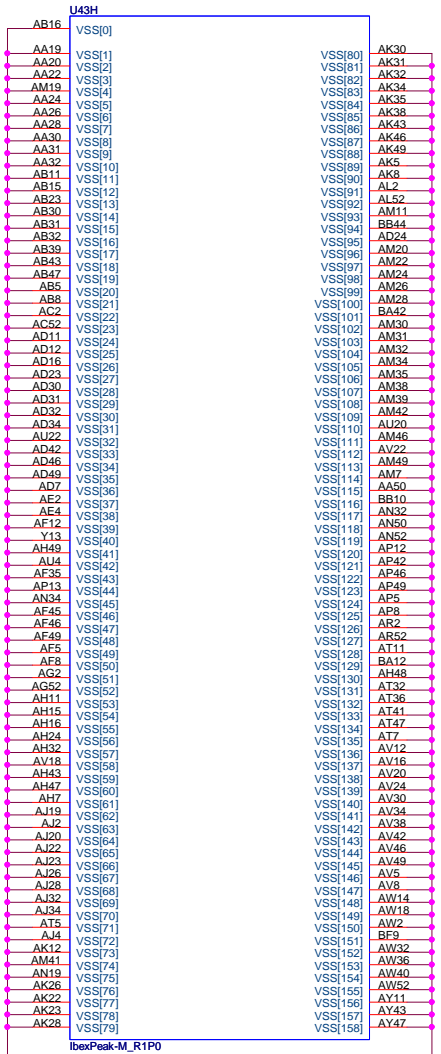 U43H
AB16 VSS[0]
AA19 VSS[1] VSS[80] AK30
AA20 VSS[2] VSS[81] AK31
AA22 VSS[3] VSS[82] AK32
AM19 VSS[4] VSS[83] AK34
AA24 VSS[5] VSS[84] AK35
AA26 VSS[6] VSS[85] AK38
AA28 VSS[7] VSS[86] AK43
AA30 VSS[8] VSS[87] AK46
AA31 VSS[9] VSS[88] AK49
AA32 VSS[10] VSS[89] AK5
AB11 VSS[11] VSS[90] AK8
AB15 VSS[12] VSS[91] AL2
AB23 VSS[13] VSS[92] AL52
AB30 VSS[14] VSS[93] AM11
AB31 VSS[15] VSS[94] BB44
AB32 VSS[16] VSS[95] AD24
AB39 VSS[17] VSS[96] AM20
AB43 VSS[18] VSS[97] AM22
AB47 VSS[19] VSS[98] AM24
AB5 VSS[20] VSS[99] AM26
AB8 VSS[21] VSS[100] AM28
AC2 VSS[22] VSS[101] BA42
AC52 VSS[23] VSS[102] AM30
AD11 VSS[24] VSS[103] AM31
AD12 VSS[25] VSS[104] AM32
AD16 VSS[26] VSS[105] AM34
AD23 VSS[27] VSS[106] AM35
AD30 VSS[28] VSS[107] AM38
AD31 VSS[29] VSS[108] AM39
AD32 VSS[30] VSS[109] AM42
AD34 VSS[31] VSS[110] AU20
AU22 VSS[32] VSS[111] AM46
AD42 VSS[33] VSS[112] AV22
AD46 VSS[34] VSS[113] AM49
AD49 VSS[35] VSS[114] AM7
AD7 VSS[36] VSS[115] AA50
AE2 VSS[37] VSS[116] BB10
AE4 VSS[38] VSS[117] AN32
AF12 VSS[39] VSS[118] AN50
Y13 VSS[40] VSS[119] AN52
AH49 VSS[41] VSS[120] AP12
AU4 VSS[42] VSS[121] AP42
AF35 VSS[43] VSS[122] AP46
AP13 VSS[44] VSS[123] AP49
AN34 VSS[45] VSS[124] AP5
AF45 VSS[46] VSS[125] AP8
AF46 VSS[47] VSS[126] AR2
AF49 VSS[48] VSS[127] AR52
AF5 VSS[49] VSS[128] AT11
AF8 VSS[50] VSS[129] BA12
AG2 VSS[51] VSS[130] AH48
AG52 VSS[52] VSS[131] AT32
AH11 VSS[53] VSS[132] AT36
AH15 VSS[54] VSS[133] AT41
AH16 VSS[55] VSS[134] AT47
AH24 VSS[56] VSS[135] AT7
AH32 VSS[57] VSS[136] AV12
AV18 VSS[58] VSS[137] AV16
AH43 VSS[59] VSS[138] AV20
AH47 VSS[60] VSS[139] AV24
AH7 VSS[61] VSS[140] AV30
AJ19 VSS[62] VSS[141] AV34
AJ2 VSS[63] VSS[142] AV38
AJ20 VSS[64] VSS[143] AV42
AJ22 VSS[65] VSS[144] AV46
AJ23 VSS[66] VSS[145] AV49
AJ26 VSS[67] VSS[146] AV5
AJ28 VSS[68] VSS[147] AV8
AJ32 VSS[69] VSS[148] AW14
AJ34 VSS[70] VSS[149] AW18
AT5 VSS[71] VSS[150] AW2
AJ4 VSS[72] VSS[151] BF9
AK12 VSS[73] VSS[152] AW32
AM41 VSS[74] VSS[153] AW36
AN19 VSS[75] VSS[154] AW40
AK26 VSS[76] VSS[155] AW52
AK22 VSS[77] VSS[156] AY11
AK23 VSS[78] VSS[157] AY43
AK28 VSS[79] VSS[158] AY47
IbexPeak-M_R1P0